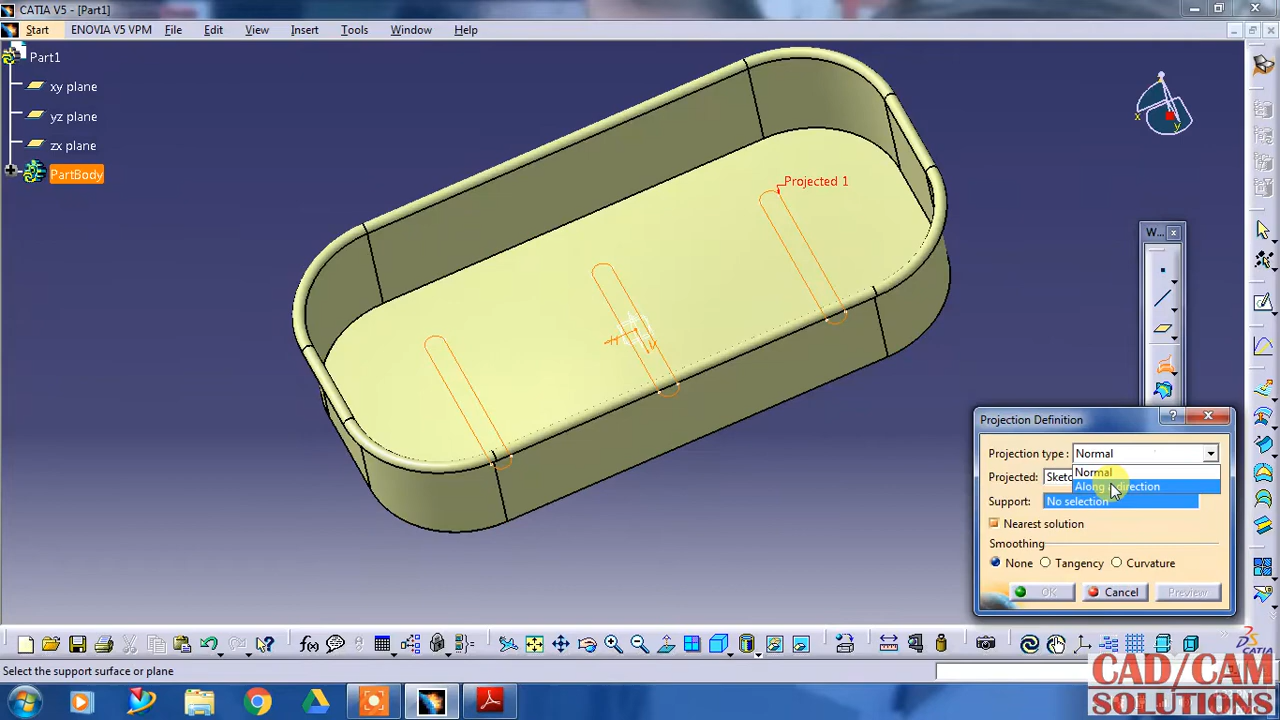 CATIA V5 - [Part1]
Start ENOVIA V5 VPM File Edit View Insert Tools Window Help
Part1
xy plane
yz plane
zx plane
PartBody
Projected 1
H
V
x
y
W...
Projection Definition
Projection type : Normal
Normal
Projected: Sketc
direction
Support: No selection
Nearest solution
Smoothing
None Tangency Curvature
OK Cancel Preview
Select the support surface or plane
CAD/CAM
SOLUTIONS